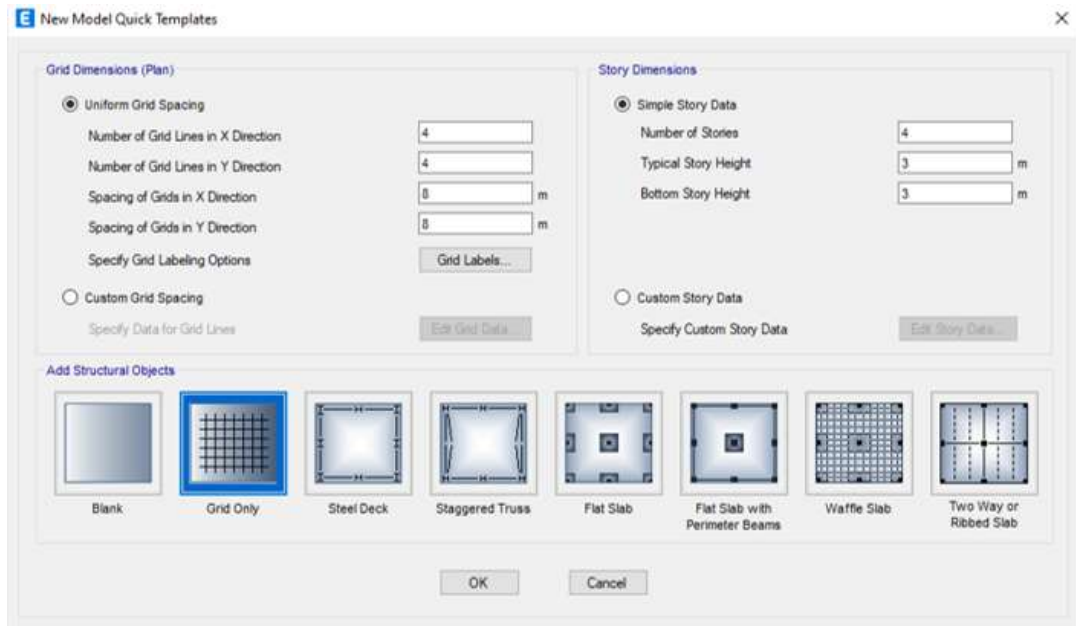 E New Model Quick Templates
Grid Dimensions (Plan)
Uniform Grid Spacing
Number of Grid Lines in X Direction 4
Number of Grid Lines in Y Direction 4
Spacing of Grids in X Direction 8 m
Spacing of Grids in Y Direction 8 m
Specify Grid Labeling Options Grid Labels...
Custom Grid Spacing
Specify Data for Grid Lines Edit Grid Data...
Story Dimensions
Simple Story Data
Number of Stories 4
Typical Story Height 3 m
Bottom Story Height 3 m
Custom Story Data
Specify Custom Story Data Edit Story Data...
Add Structural Objects
Blank
Grid Only
Steel Deck
Staggered Truss
Flat Slab
Flat Slab with
Perimeter Beams
Waffle Slab
Two Way or
Ribbed Slab
OK Cancel